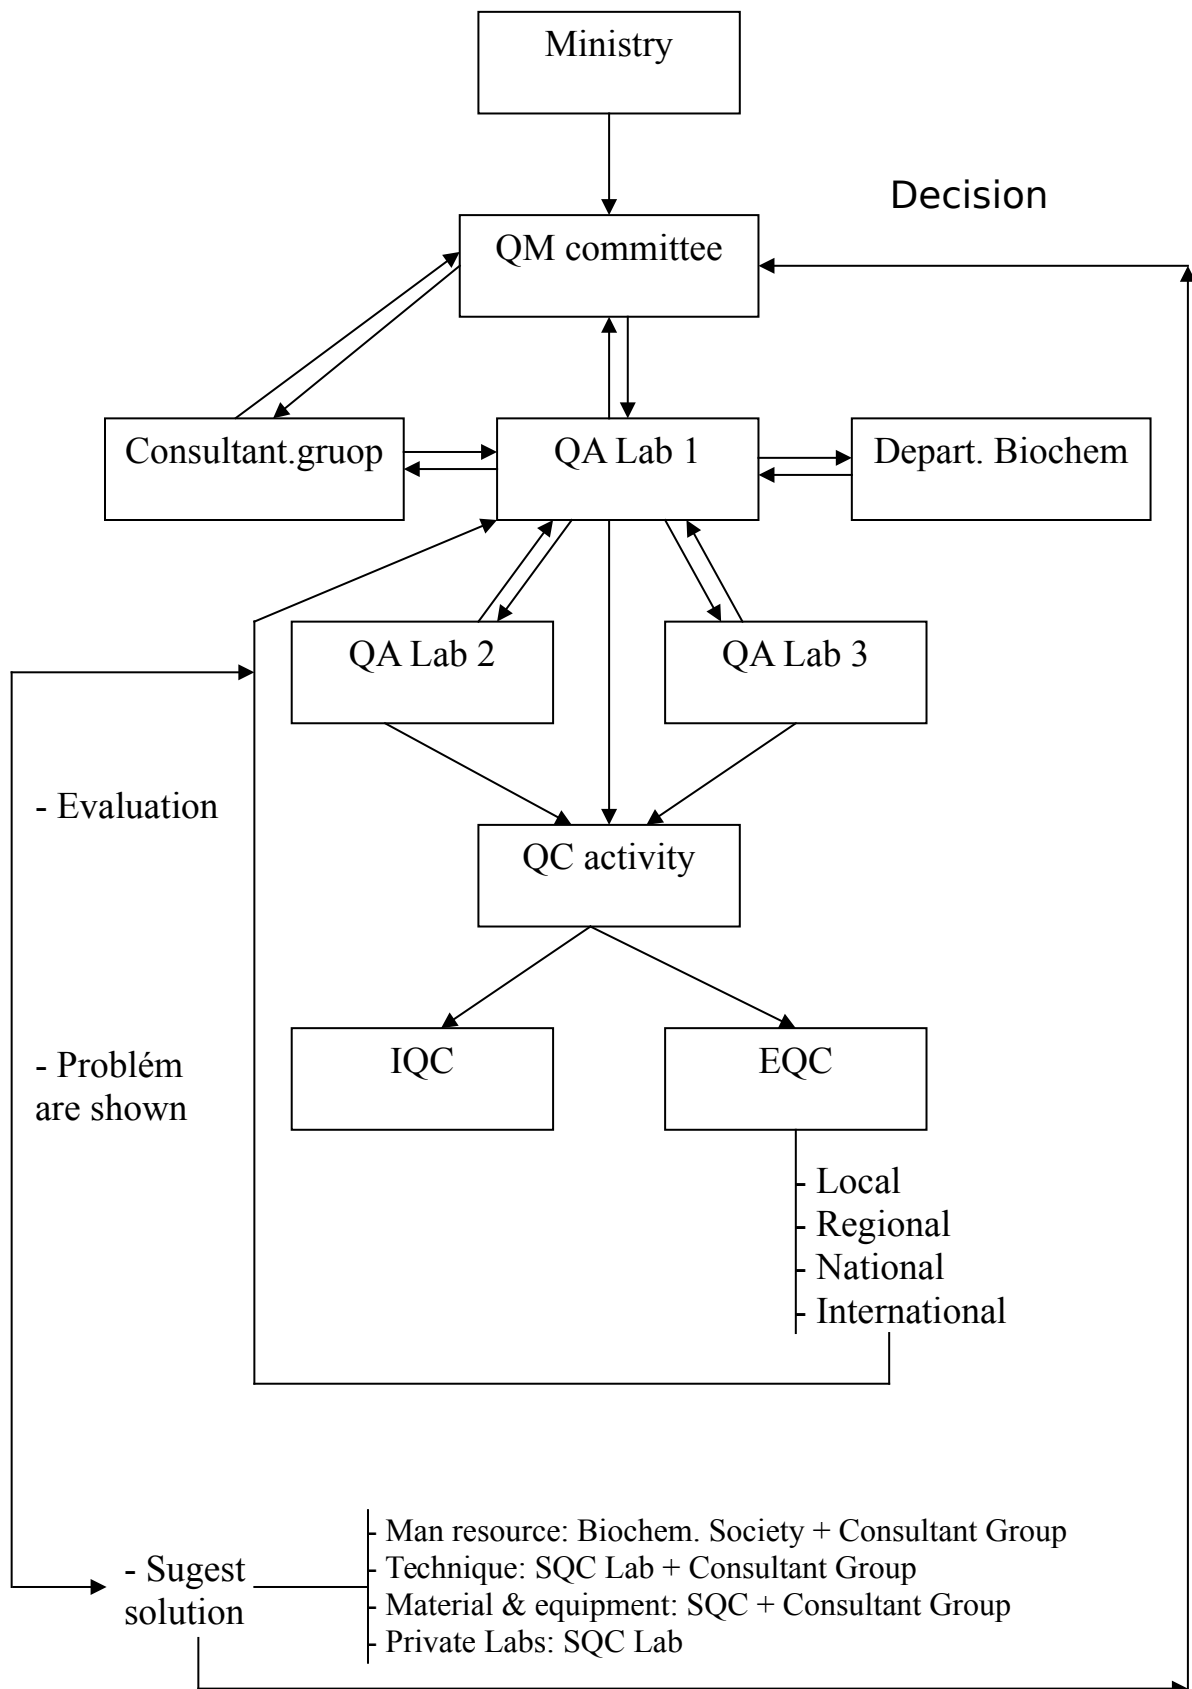 Ministry
Decision
QM committee
Consultant.gruop
QA Lab 1
Depart. Biochem
QA Lab 2
QA Lab 3
- Evaluation
QC activity
- Problém
are shown
IQC
EQC
- Local
- Regional
- National
- International
- Sugest
solution
- Man resource: Biochem. Society + Consultant Group
- Technique: SQC Lab + Consultant Group
- Material & equipment: SQC + Consultant Group
- Private Labs: SQC Lab